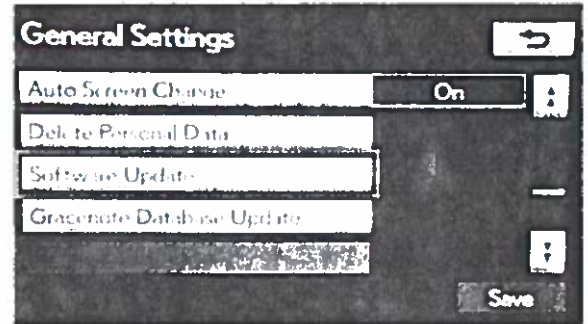 General Settings
Auto Screen Change On
Delete Personal Data
Software Update
Gracenote Database Update
Save